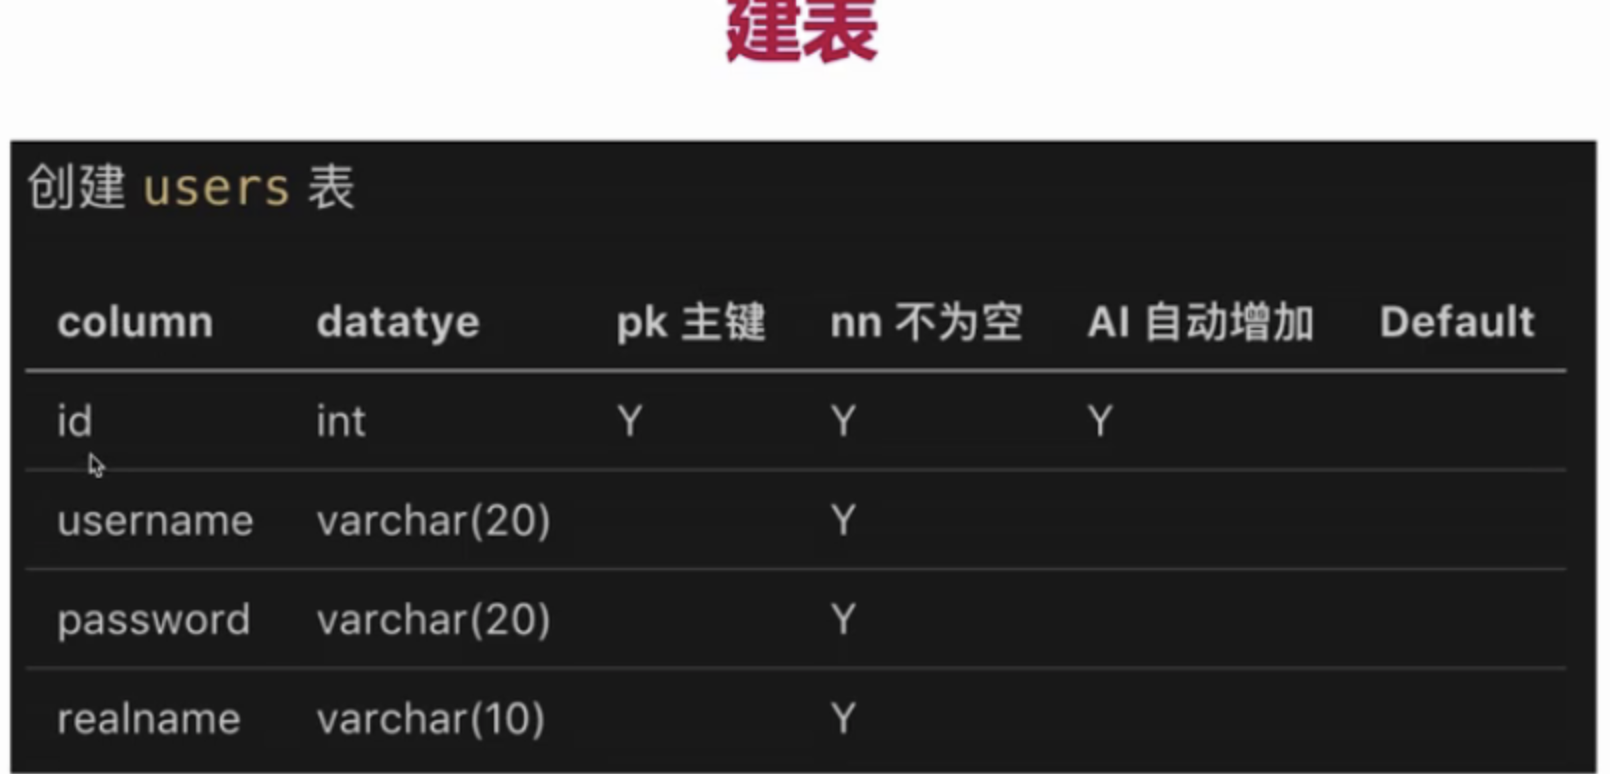 建表
创建 users 表
column datatye pk 主键 nn 不为空 AI 自动增加 Default
id int Y Y Y
username varchar(20) Y
password varchar(20) Y
realname varchar(10) Y